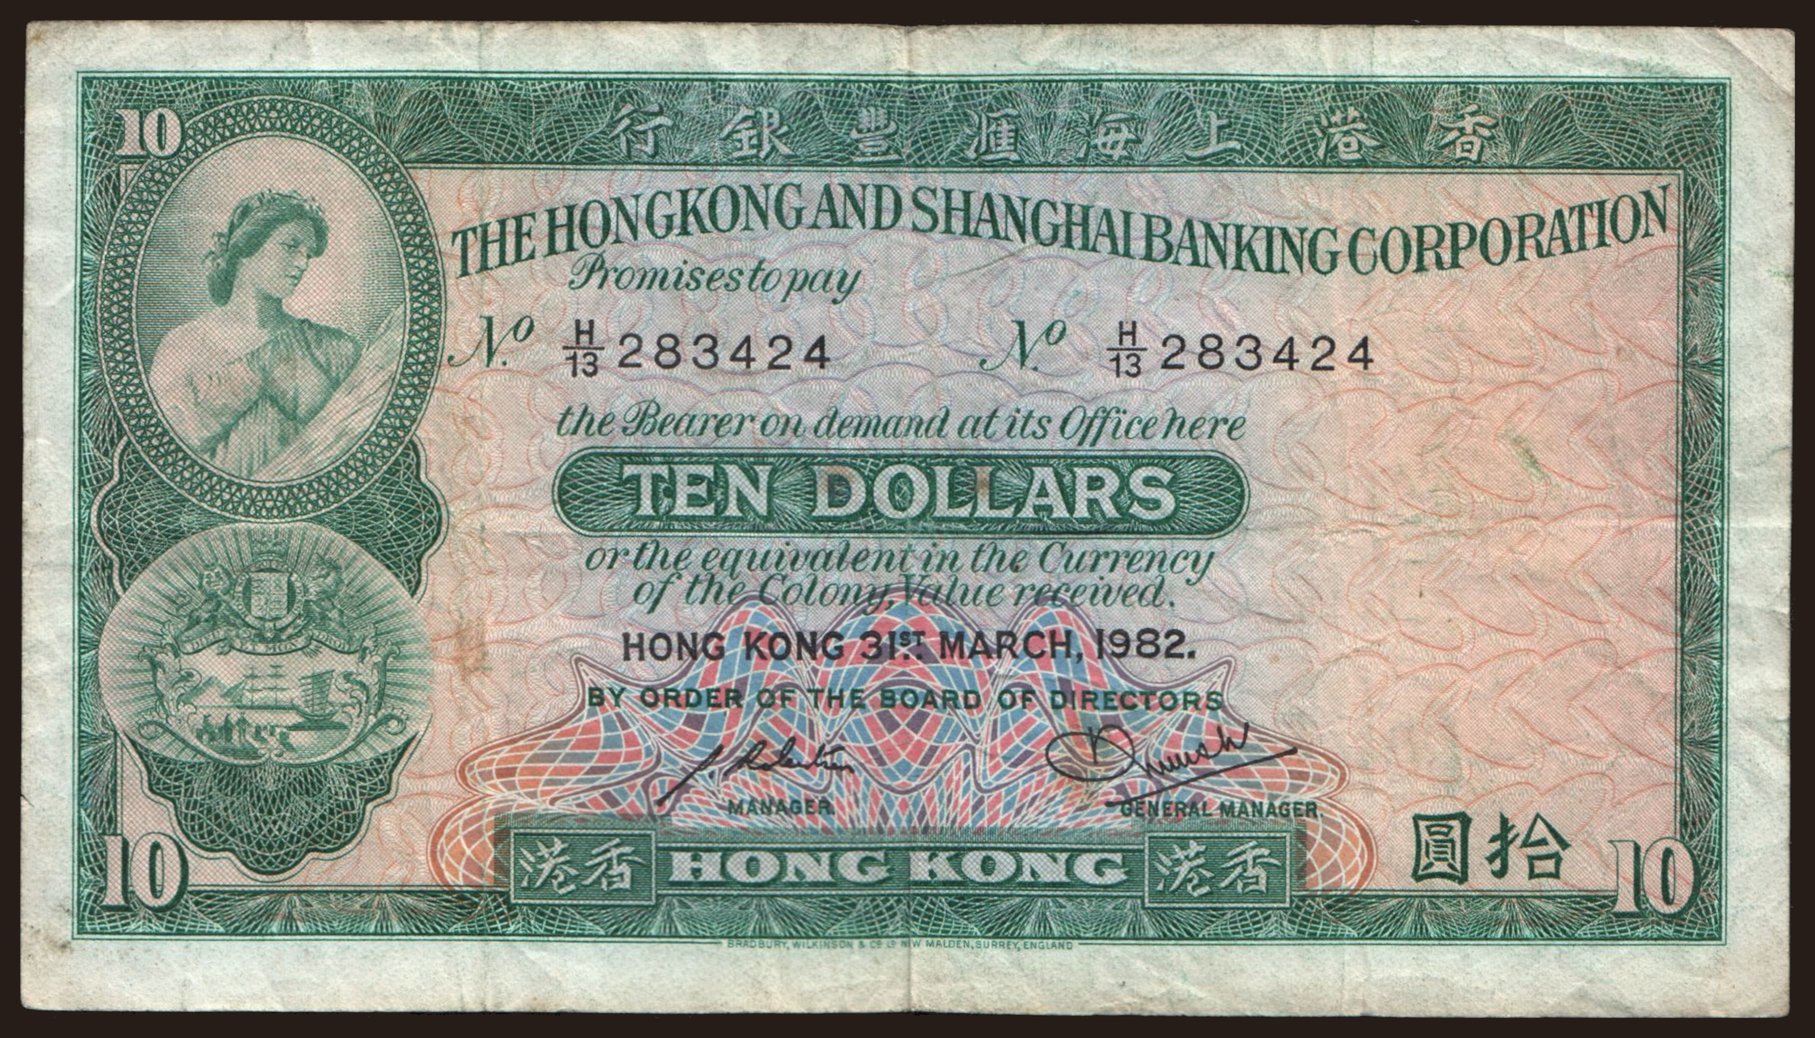 10
行銀豐滙海上港香
THE HONGKONG AND SHANGHAI BANKING CORPORATION
Promises to pay
No. H/13 283424 No. H/13 283424
the Bearer on demand at its Office here
TEN DOLLARS
or the equivalent in the Currency
of the Colony, Value received.
HONG KONG 31ST MARCH, 1982.
BY ORDER OF THE BOARD OF DIRECTORS
MANAGER. GENERAL MANAGER.
10 港香 HONG KONG 港香 圓拾 10
BRADBURY, WILKINSON & Co. Ld. NEW MALDEN, SURREY, ENGLAND